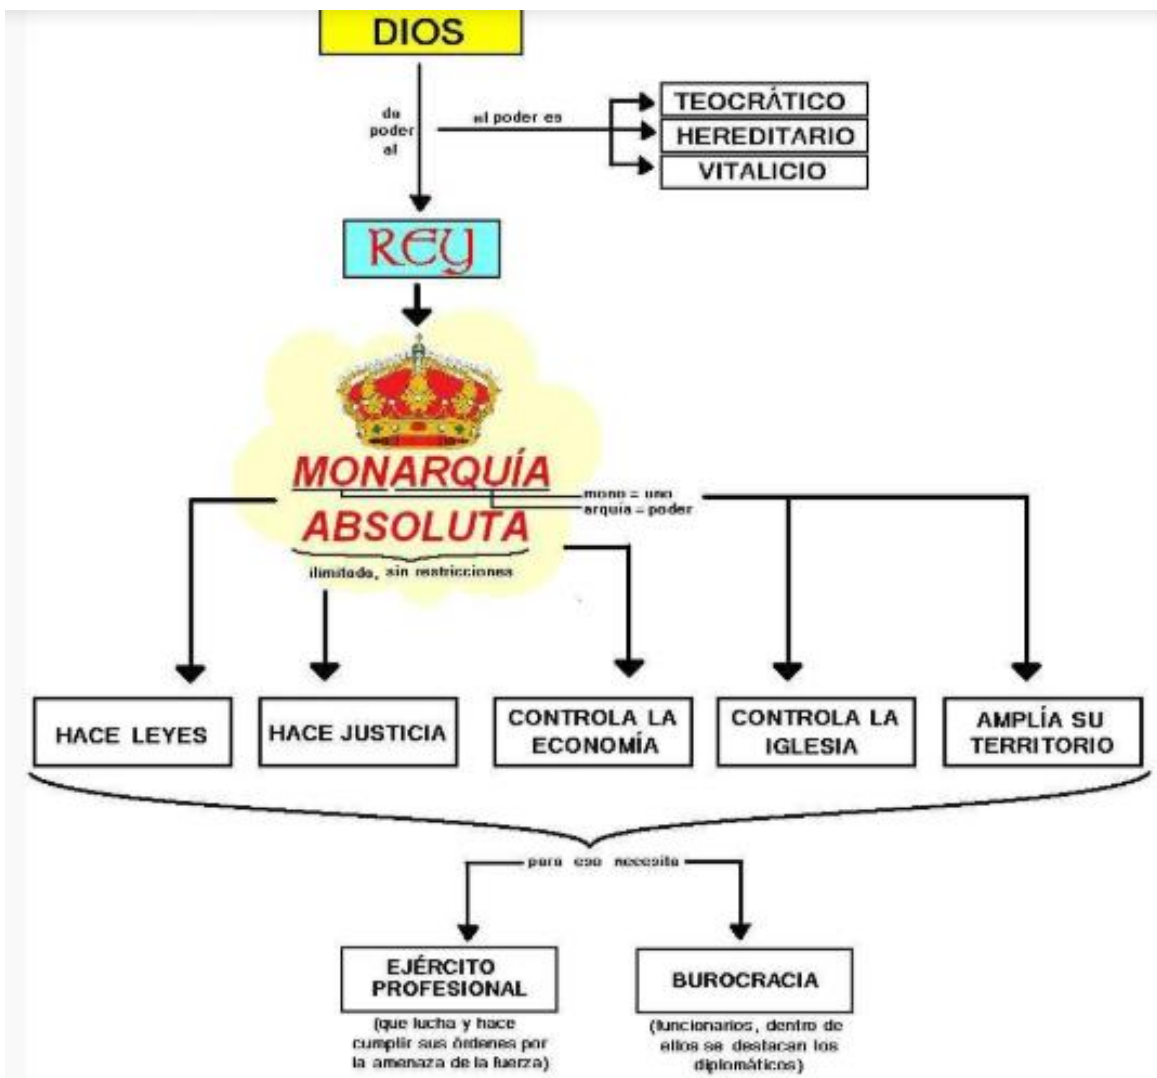 DIOS
da
poder
al
el poder es
TEOCRÁTICO
HEREDITARIO
VITALICIO
REY
MONARQUÍA
mono = uno
arquía = poder
ABSOLUTA
ilimitado, sin restricciones
HACE LEYES
HACE JUSTICIA
CONTROLA LA
ECONOMÍA
CONTROLA LA
IGLESIA
AMPLÍA SU
TERRITORIO
para eso necesita
EJÉRCITO
PROFESIONAL
(que lucha y hace
cumplir sus órdenes por
la amenaza de la fuerza)
BUROCRACIA
(funcionarios, dentro de
ellos se destacan los
diplomáticos)